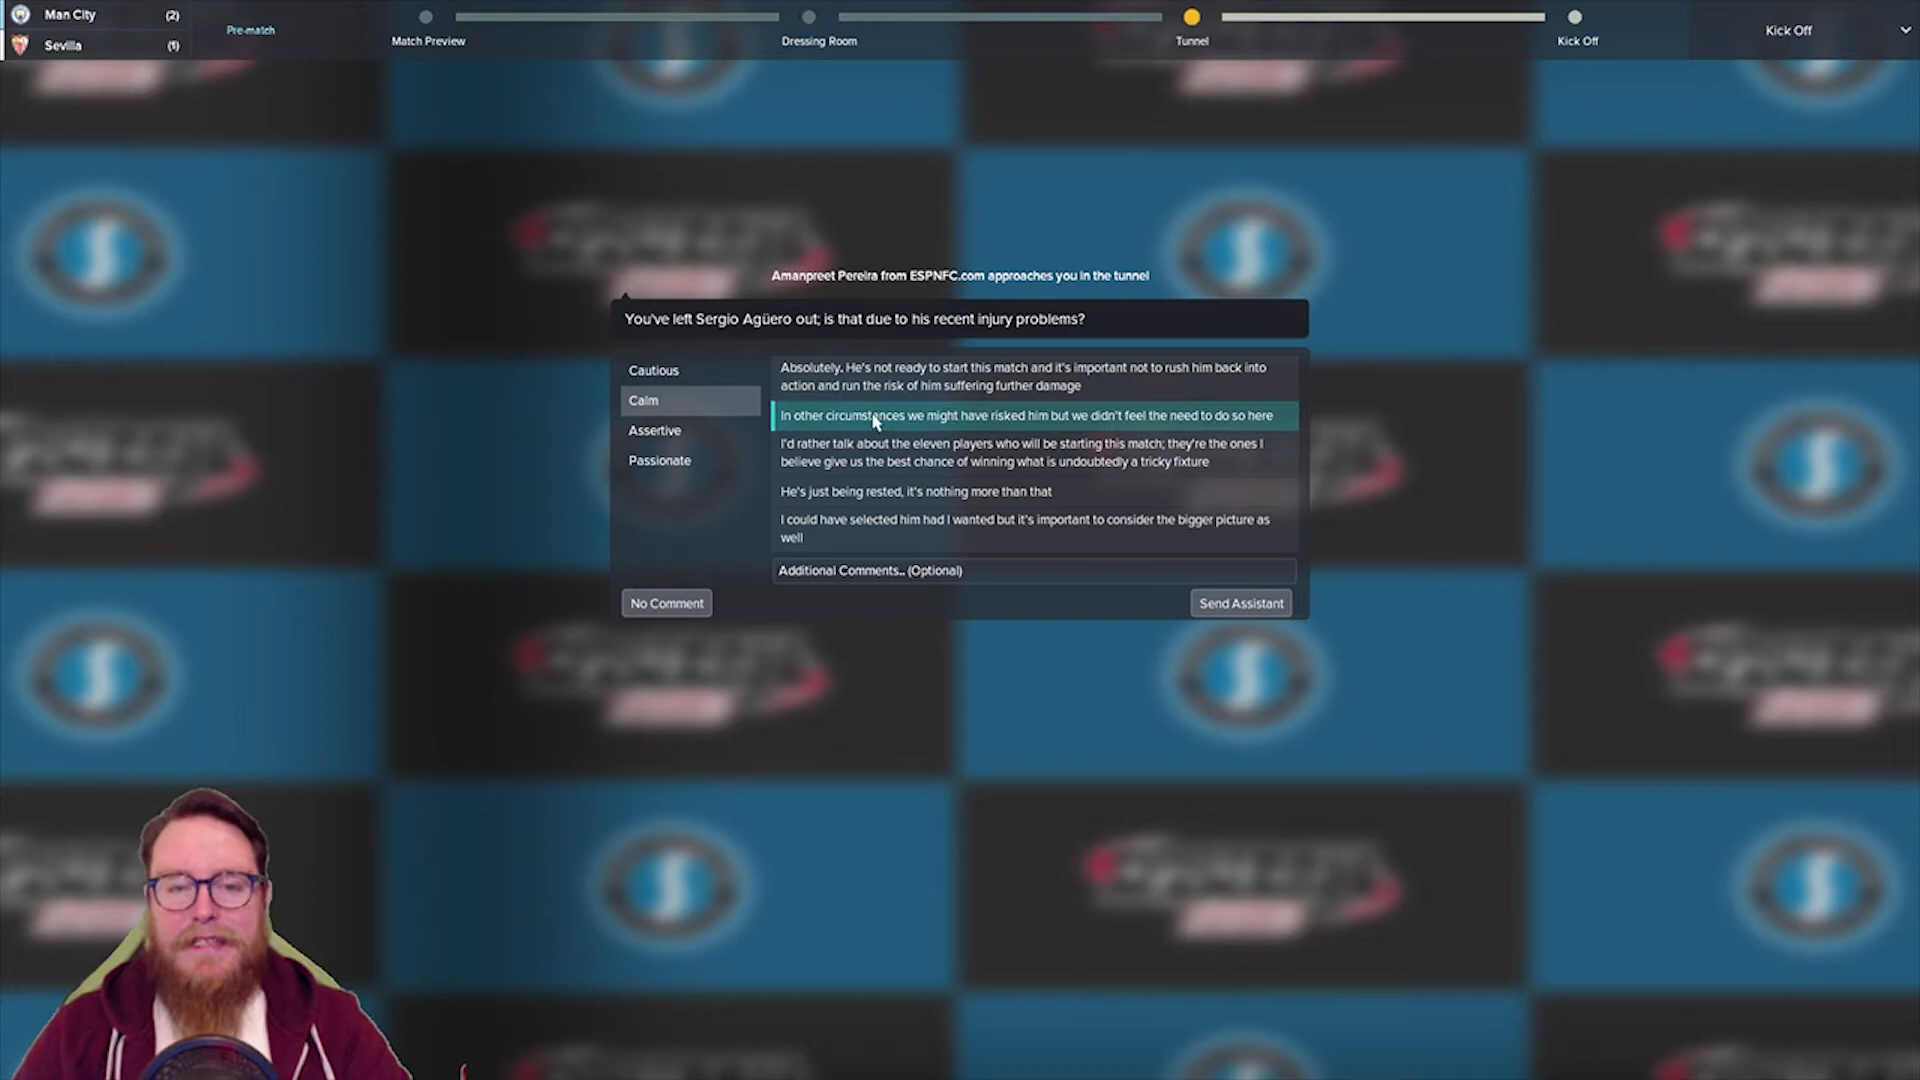 Man City (2)
Sevilla (1)
Pre-match
Match Preview
Dressing Room
Tunnel
Kick Off
Kick Off
Amanpreet Pereira from ESPNFC.com approaches you in the tunnel
You've left Sergio Agüero out; is that due to his recent injury problems?
Cautious
Calm
Assertive
Passionate
Absolutely. He's not ready to start this match and it's important not to rush him back into
action and run the risk of him suffering further damage
In other circumstances we might have risked him but we didn't feel the need to do so here
I'd rather talk about the eleven players who will be starting this match; they're the ones I
believe give us the best chance of winning what is undoubtedly a tricky fixture
He's just being rested, it's nothing more than that
I could have selected him had I wanted but it's important to consider the bigger picture as
well
Additional Comments.. (Optional)
No Comment
Send Assistant